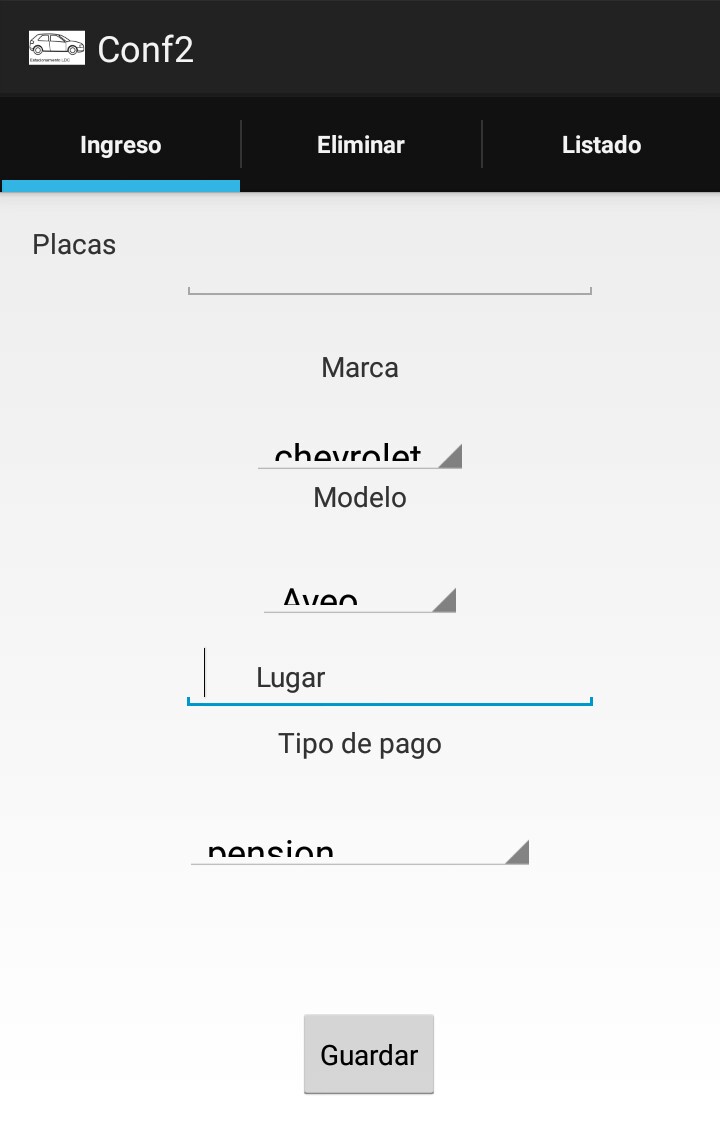 Estacionamiento LDC
Conf2
Ingreso
Eliminar
Listado
Placas
Marca
chevrolet
Modelo
Aveo
Lugar
Tipo de pago
pension
Guardar